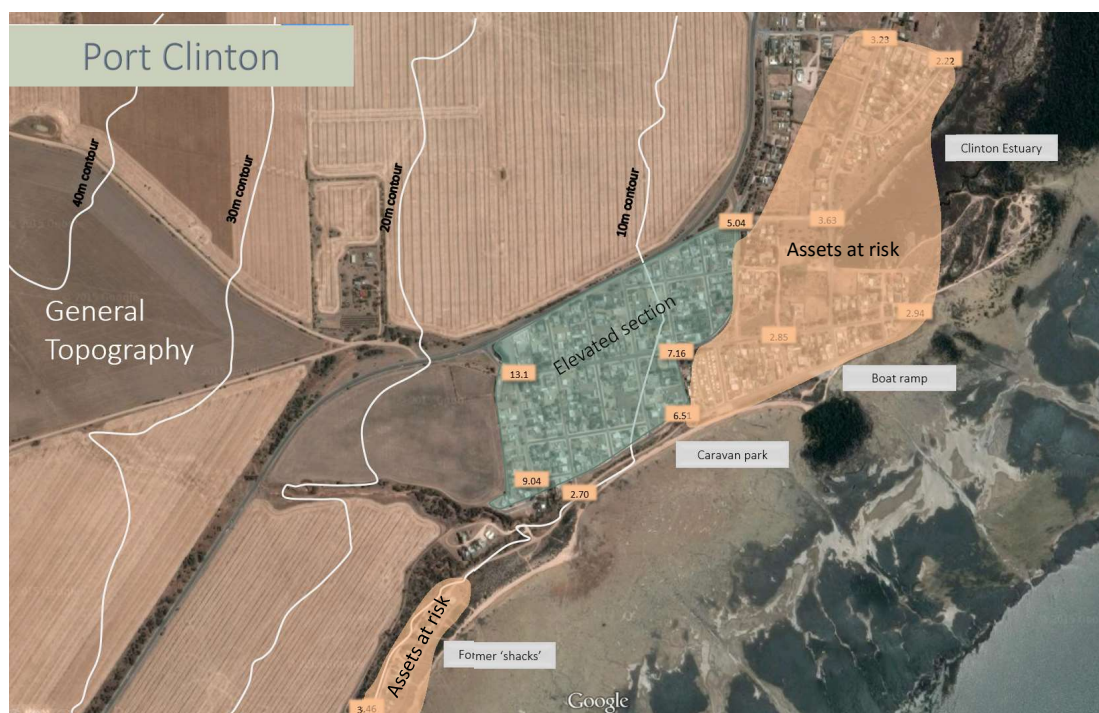 Port Clinton
3.23
2.22
40m contour
30m contour
20m contour
10m contour
Clinton Estuary
5.04
3.63
Assets at risk
General
Topography
Elevated section
2.94
2.85
7.16
13.1
Boat ramp
6.51
Caravan park
9.04
2.70
Assets at risk
Former ‘shacks’
3.46
Google